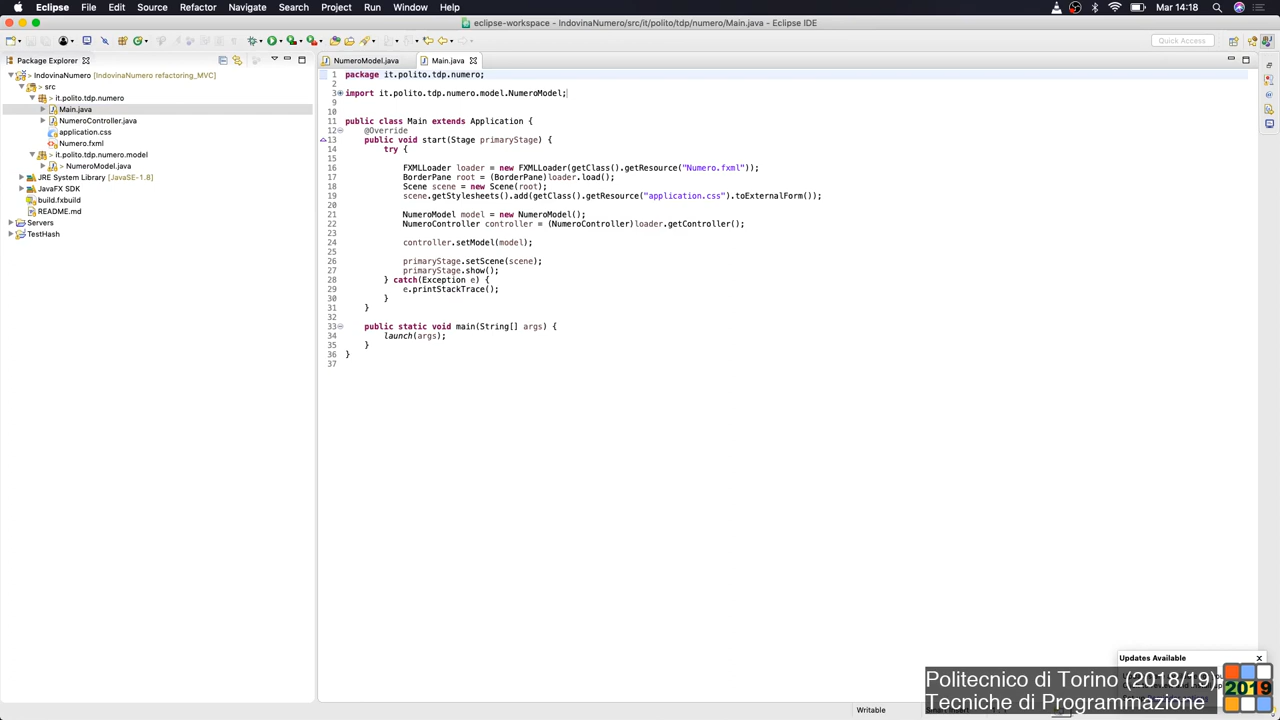 Eclipse File Edit Source Refactor Navigate Search Project Run Window Help
Mar 14:18
eclipse-workspace - IndovinaNumero/src/it/polito/tdp/numero/Main.java - Eclipse IDE
Quick Access
Package Explorer
IndovinaNumero [IndovinaNumero refactoring_MVC]
src
it.polito.tdp.numero
Main.java
NumeroController.java
application.css
Numero.fxml
it.polito.tdp.numero.model
NumeroModel.java
JRE System Library [JavaSE-1.8]
JavaFX SDK
build.fxbuild
README.md
Servers
TestHash
NumeroModel.java
Main.java
1 package it.polito.tdp.numero;
2
3 import it.polito.tdp.numero.model.NumeroModel;
9
10
11 public class Main extends Application {
12 @Override
13 public void start(Stage primaryStage) {
14 try {
15
16 FXMLLoader loader = new FXMLLoader(getClass().getResource("Numero.fxml"));
17 BorderPane root = (BorderPane)loader.load();
18 Scene scene = new Scene(root);
19 scene.getStylesheets().add(getClass().getResource("application.css").toExternalForm());
20
21 NumeroModel model = new NumeroModel();
22 NumeroController controller = (NumeroController)loader.getController();
23
24 controller.setModel(model);
25
26 primaryStage.setScene(scene);
27 primaryStage.show();
28 } catch(Exception e) {
29 e.printStackTrace();
30 }
31 }
32
33 public static void main(String[] args) {
34 launch(args);
35 }
36 }
37
Updates Available
Politecnico di Torino (2018/19)
Tecniche di Programmazione
2019
Writable